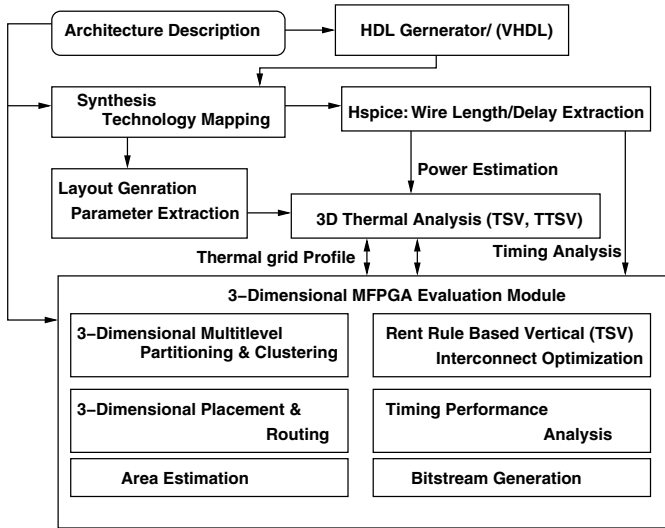 Architecture Description
HDL Gernerator/ (VHDL)
Synthesis
Technology Mapping
Hspice: Wire Length/Delay Extraction
Layout Genration
Parameter Extraction
Power Estimation
3D Thermal Analysis (TSV, TTSV)
Thermal grid Profile
Timing Analysis
3−Dimensional MFPGA Evaluation Module
3−Dimensional Multitlevel
Partitioning & Clustering
Rent Rule Based Vertical (TSV)
Interconnect Optimization
3−Dimensional Placement &
Routing
Timing Performance
Analysis
Area Estimation
Bitstream Generation